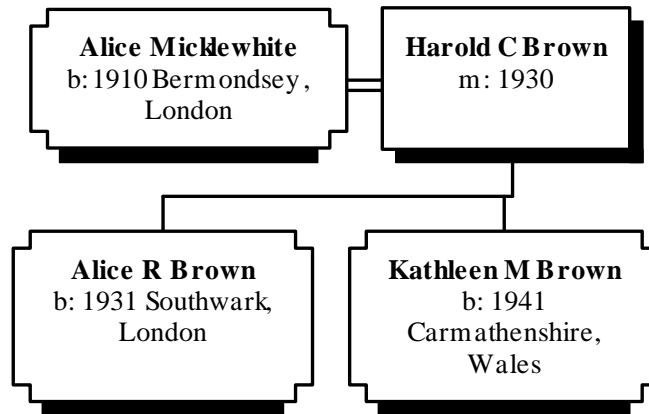 Alice Micklewhite
b: 1910 Bermondsey,
London
Harold C Brown
m: 1930
Alice R Brown
b: 1931 Southwark,
London
Kathleen M Brown
b: 1941
Carmathenshire,
Wales